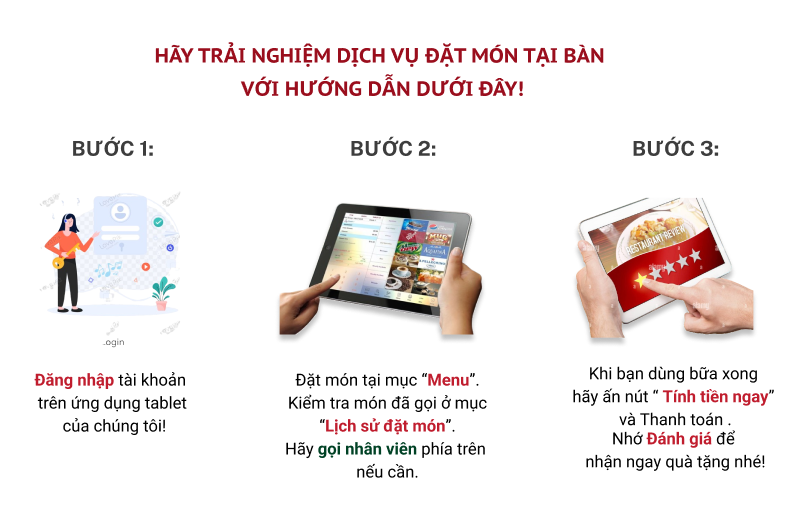 HÃY TRẢI NGHIỆM DỊCH VỤ ĐẶT MÓN TẠI BÀN
VỚI HƯỚNG DẪN DƯỚI ĐÂY!
BƯỚC 1:
.ogin
Đăng nhập tài khoản
trên ứng dụng tablet
của chúng tôi!
BƯỚC 2:
Đặt món tại mục “Menu”.
Kiểm tra món đã gọi ở mục
“Lịch sử đặt món”.
Hãy gọi nhân viên phía trên
nếu cần.
BƯỚC 3:
RESTAURANT REVIEW
Khi bạn dùng bữa xong
hãy ấn nút “ Tính tiền ngay”
và Thanh toán .
Nhớ Đánh giá để
nhận ngay quà tặng nhé!